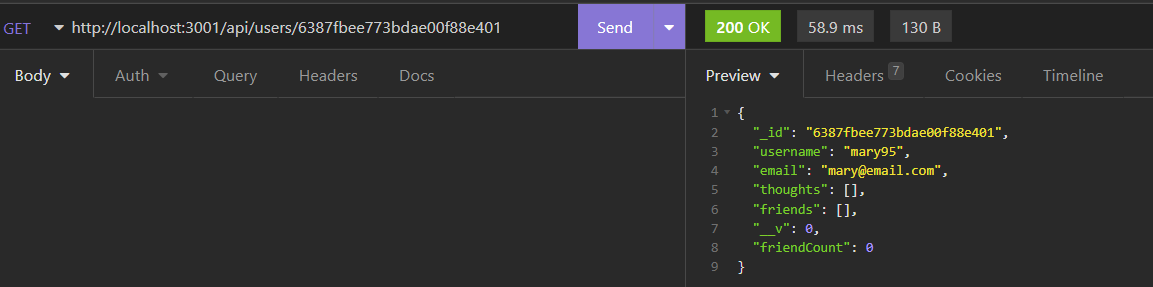 GET http://localhost:3001/api/users/6387fbee773bdae00f88e401 Send 200 OK 58.9 ms 130 B
Body Auth Query Headers Docs Preview Headers 7 Cookies Timeline
1 {
2 "_id": "6387fbee773bdae00f88e401",
3 "username": "mary95",
4 "email": "mary@email.com",
5 "thoughts": [],
6 "friends": [],
7 "__v": 0,
8 "friendCount": 0
9 }